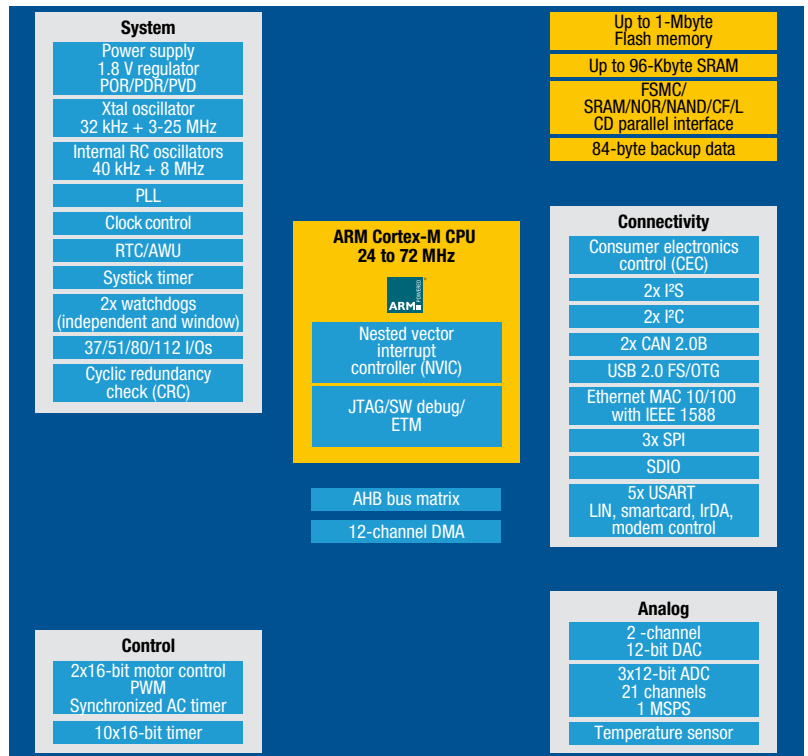 System
Power supply
1.8 V regulator
POR/PDR/PVD
Xtal oscillator
32 kHz + 3-25 MHz
Internal RC oscillators
40 kHz + 8 MHz
PLL
Clock control
RTC/AWU
Systick timer
2x watchdogs
(independent and window)
37/51/80/112 I/Os
Cyclic redundancy
check (CRC)
Control
2x16-bit motor control
PWM
Synchronized AC timer
10x16-bit timer
ARM Cortex-M CPU
24 to 72 MHz
ARM POWERED
Nested vector
interrupt
controller (NVIC)
JTAG/SW debug/
ETM
AHB bus matrix
12-channel DMA
Up to 1-Mbyte
Flash memory
Up to 96-Kbyte SRAM
FSMC/
SRAM/NOR/NAND/CF/L
CD parallel interface
84-byte backup data
Connectivity
Consumer electronics
control (CEC)
2x I²S
2x I²C
2x CAN 2.0B
USB 2.0 FS/OTG
Ethernet MAC 10/100
with IEEE 1588
3x SPI
SDIO
5x USART
LIN, smartcard, IrDA,
modem control
Analog
2 -channel
12-bit DAC
3x12-bit ADC
21 channels
1 MSPS
Temperature sensor